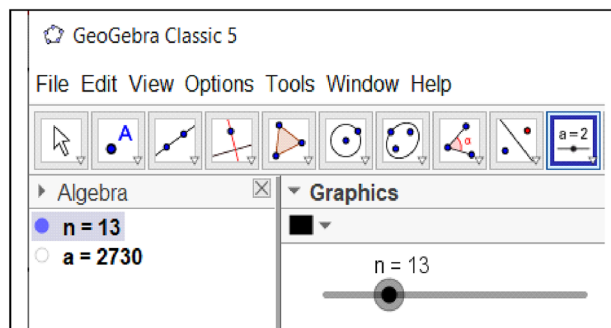 GeoGebra Classic 5
File Edit View Options Tools Window Help
A
α
a = 2
Algebra
Graphics
n = 13
a = 2730
n = 13